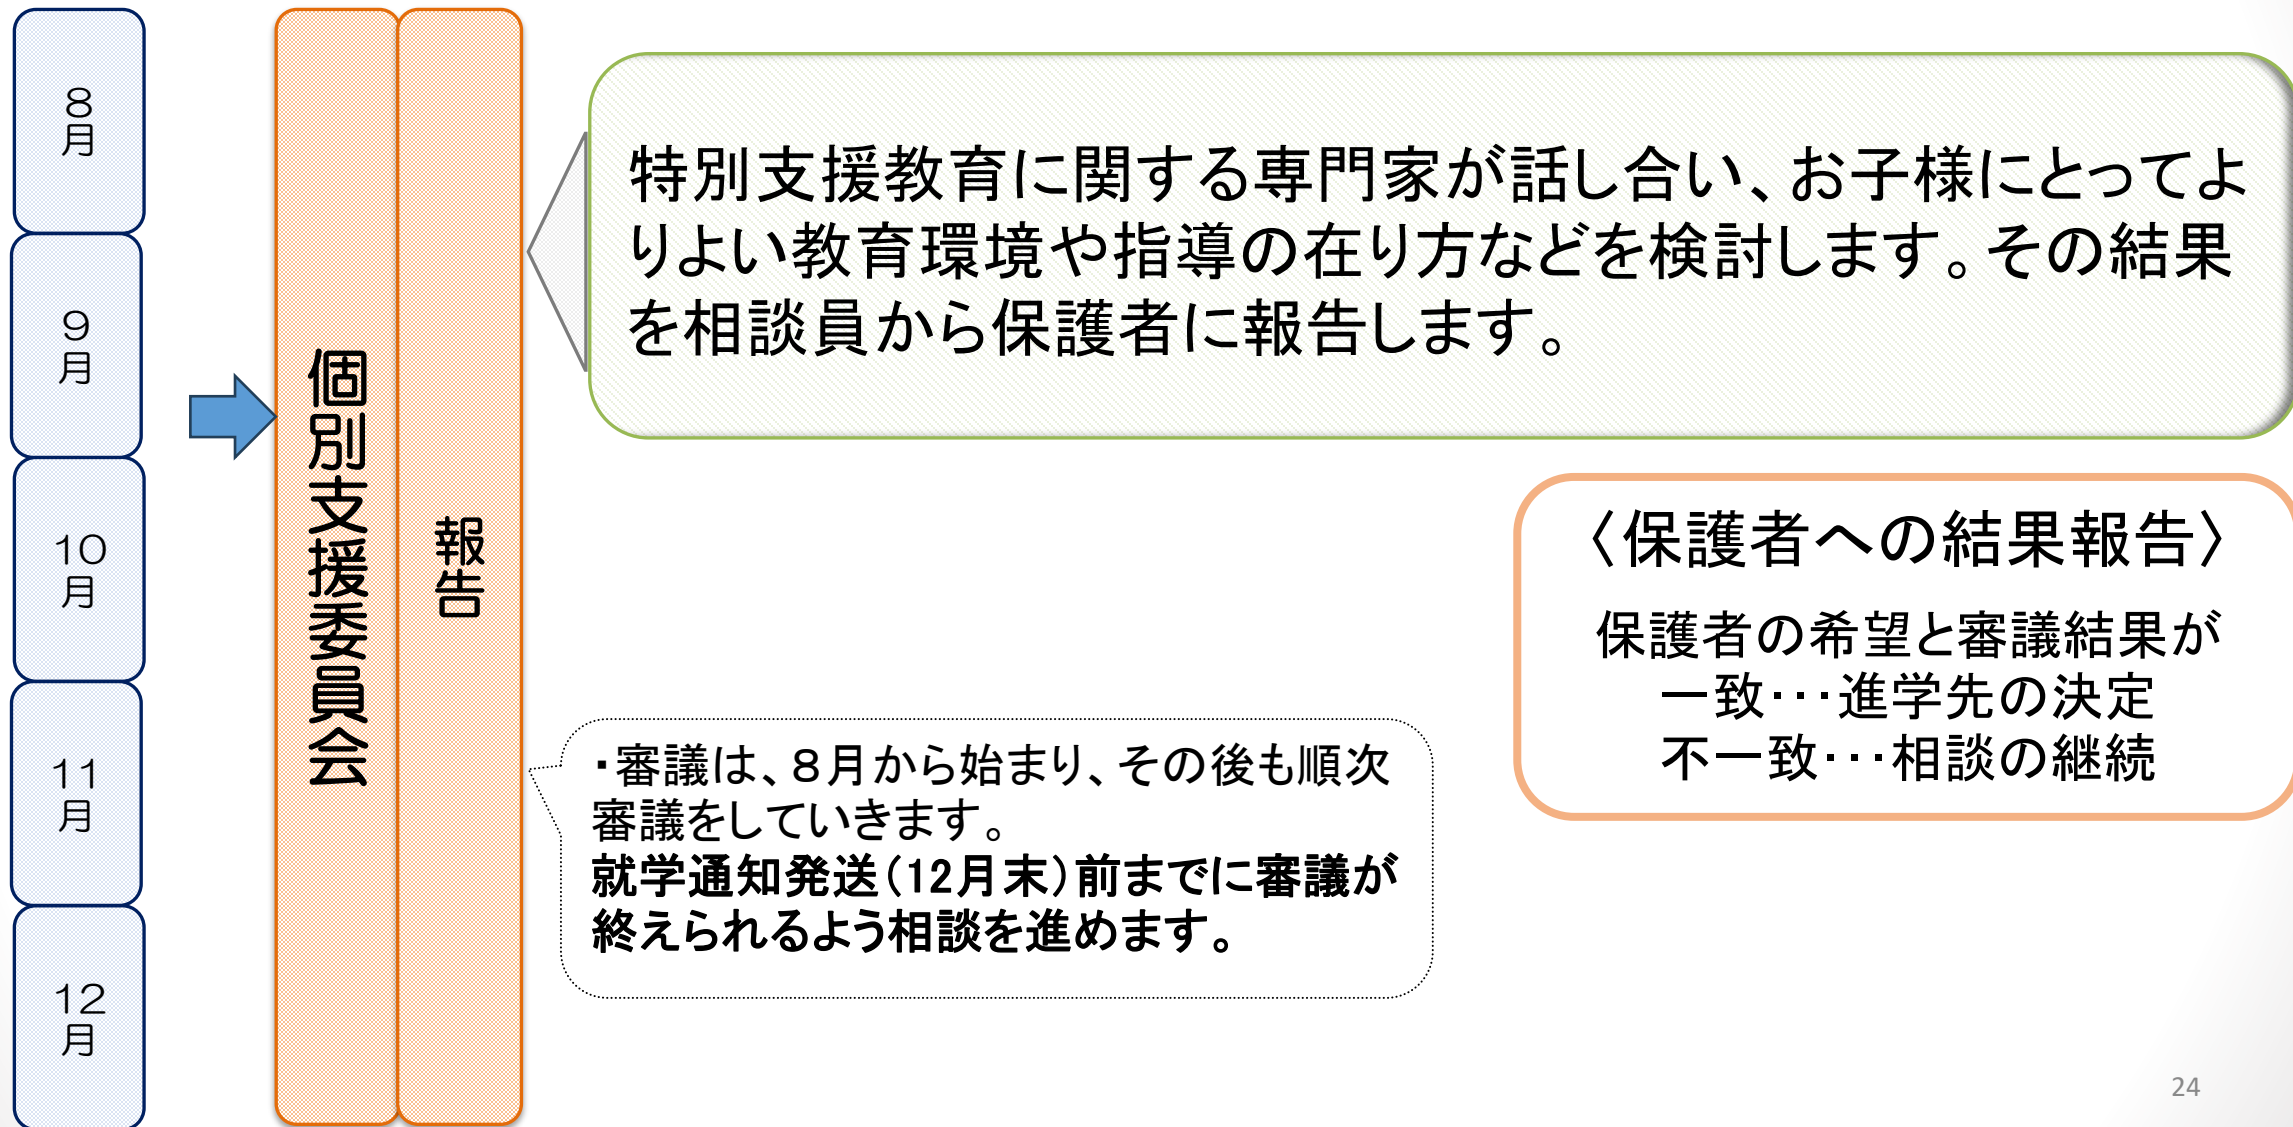 8
月
9
月
10
月
11
月
12
月
個別支援委員会
報告
特別支援教育に関する専門家が話し合い、お子様にとってよ
りよい教育環境や指導の在り方などを検討します。その結果
を相談員から保護者に報告します。
〈保護者への結果報告〉
保護者の希望と審議結果が
一致･･･進学先の決定
不一致･･･相談の継続
・審議は、８月から始まり、その後も順次
審議をしていきます。
就学通知発送（12月末）前までに審議が
終えられるよう相談を進めます。
24